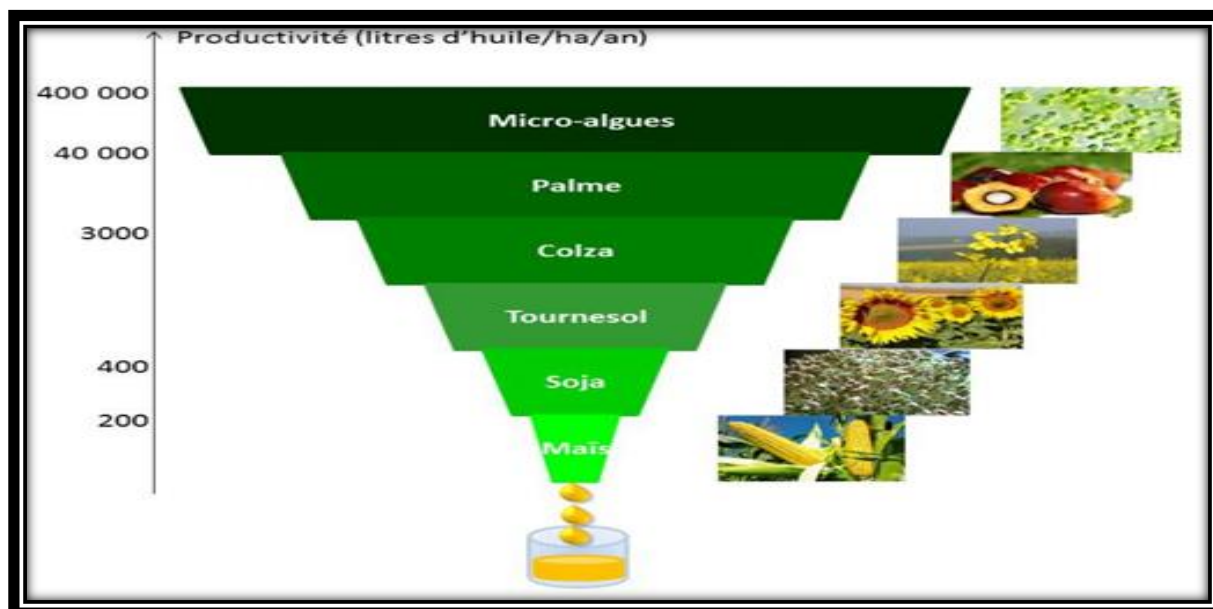 Productivité (litres d'huile/ha/an)
400 000
Micro-algues
40 000
Palme
3000
Colza
Tournesol
400
Soja
200
Maïs